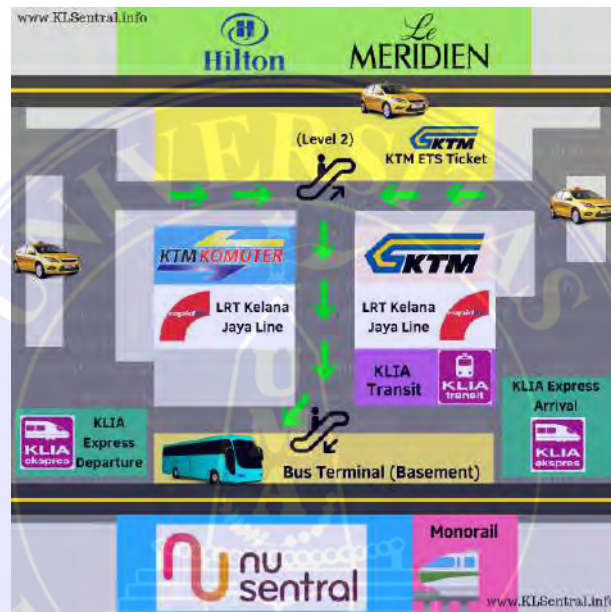 www.KLSentral.info
Hilton
Le
MERIDIEN
(Level 2)
KTM
KTM ETS Ticket
KTM KOMUTER
KTM
LRT Kelana
Jaya Line
LRT Kelana
Jaya Line
KLIA
Transit
KLIA
transit
KLIA Express
Arrival
KLIA
ekspres
KLIA
Express
Departure
KLIA
ekspres
Bus Terminal (Basement)
nu
sentral
Monorail
www.KLSentral.info
UNIVERSITAS